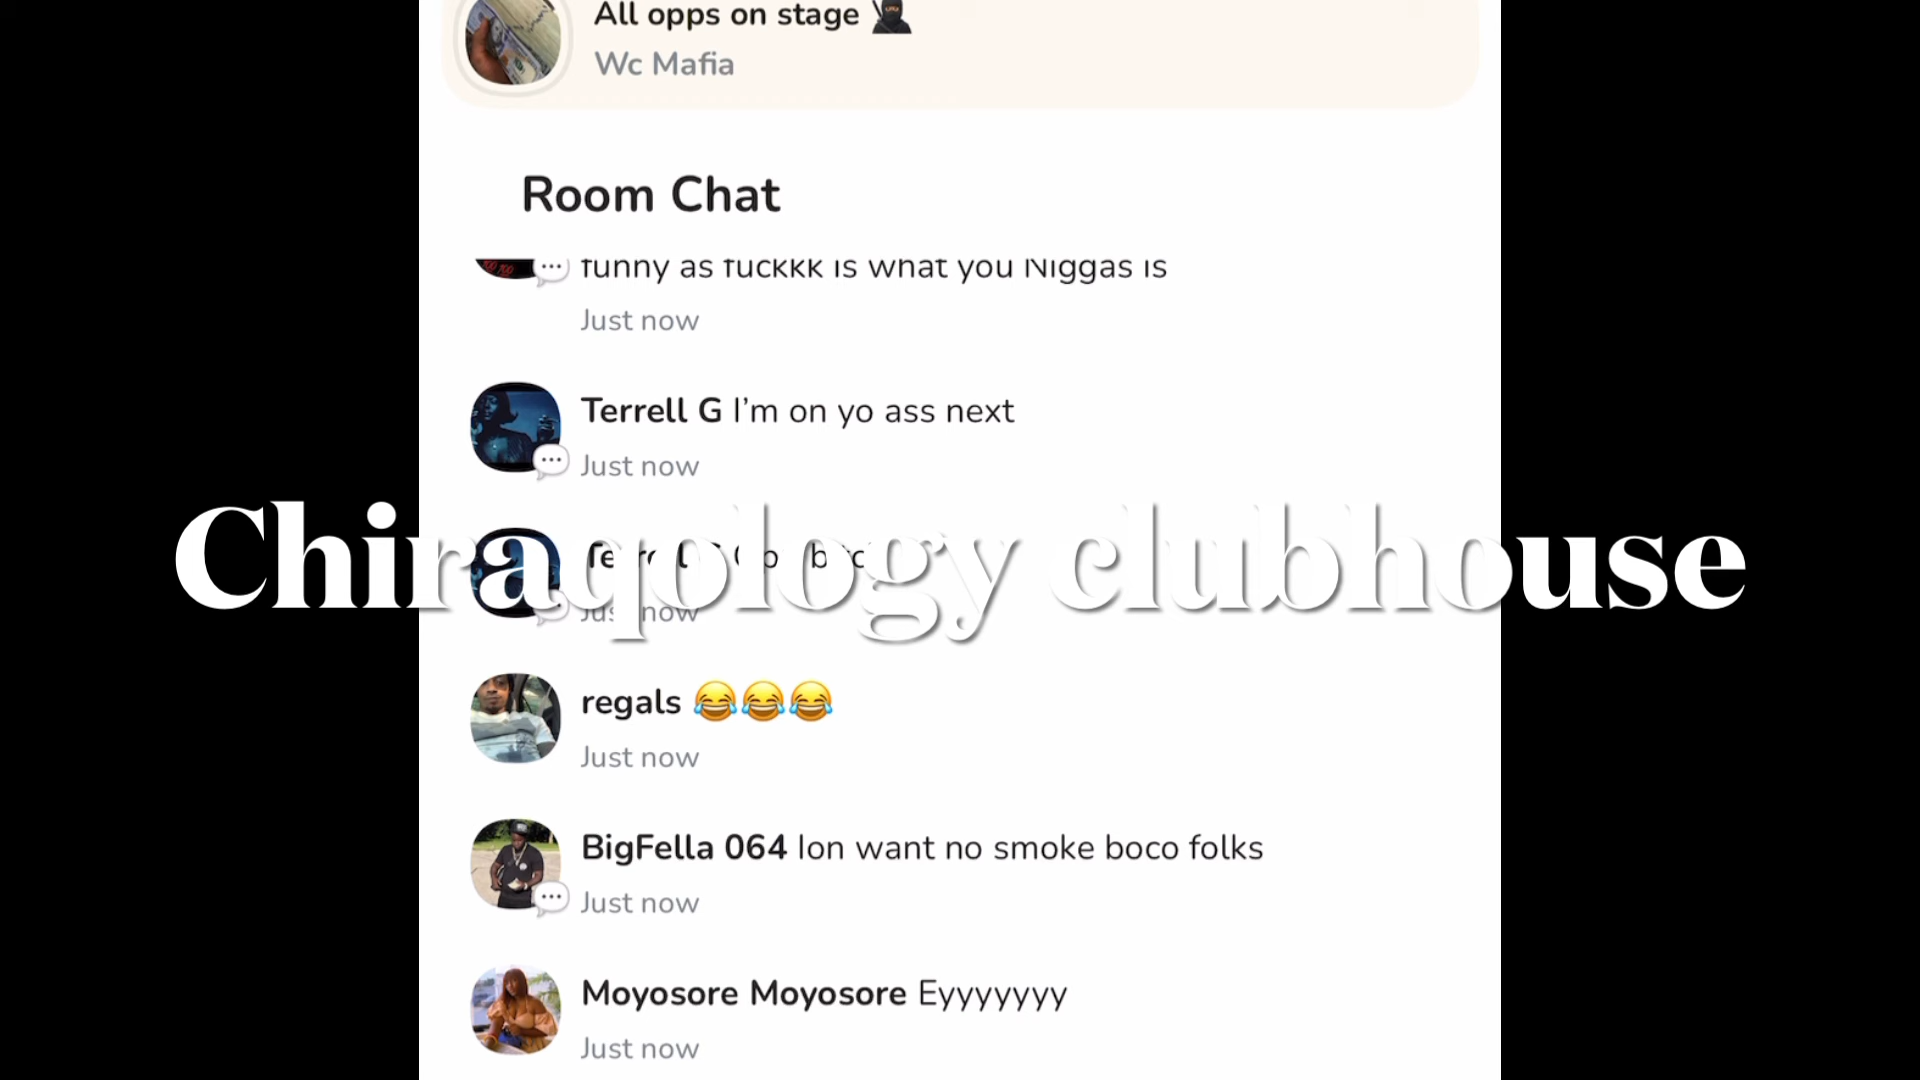 All opps on stage 🥷
Wc Mafia
Room Chat
funny as fuckkk is what you Niggas is
Just now
Terrell G I'm on yo ass next
Just now
Chiraqology clubhouse
Just now
regals 😂😂😂
Just now
BigFella 064 Ion want no smoke boco folks
Just now
Moyosore Moyosore Eyyyyyyy
Just now